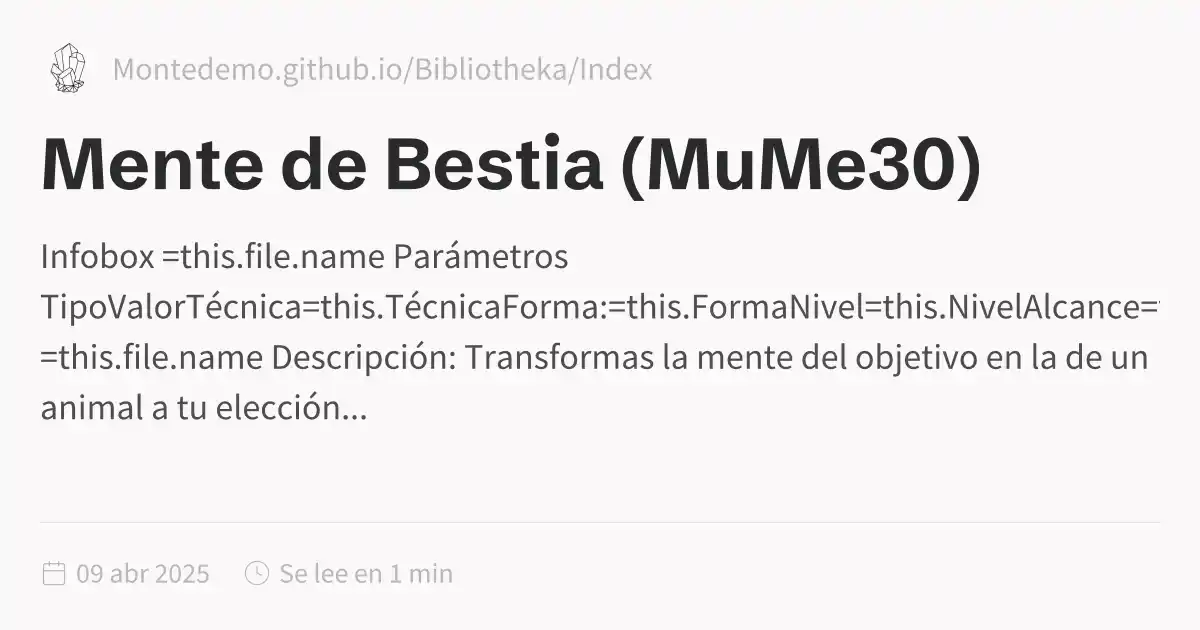 Montedemo.github.io/Bibliotheka/Index
Mente de Bestia (MuMe30)
Infobox =this.file.name Parámetros
TipoValorTécnica=this.TécnicaForma:=this.FormaNivel=this.NivelAlcance=
=this.file.name Descripción: Transformas la mente del objetivo en la de un
animal a tu elección...
09 abr 2025 Se lee en 1 min